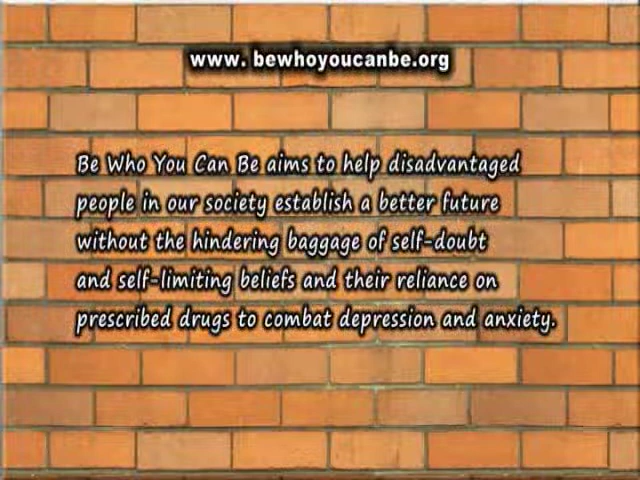 www. bewhoyoucanbe.org
Be Who You Can Be aims to help disadvantaged
people in our society establish a better future
without the hindering baggage of self-doubt
and self-limiting beliefs and their reliance on
prescribed drugs to combat depression and anxiety.